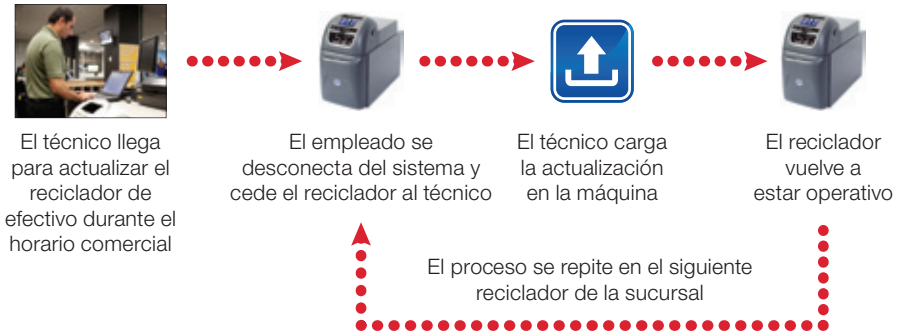 El técnico llega
para actualizar el
reciclador de
efectivo durante el
horario comercial
El empleado se
desconecta del sistema y
cede el reciclador al técnico
El técnico carga
la actualización
en la máquina
El reciclador
vuelve a
estar operativo
El proceso se repite en el siguiente
reciclador de la sucursal